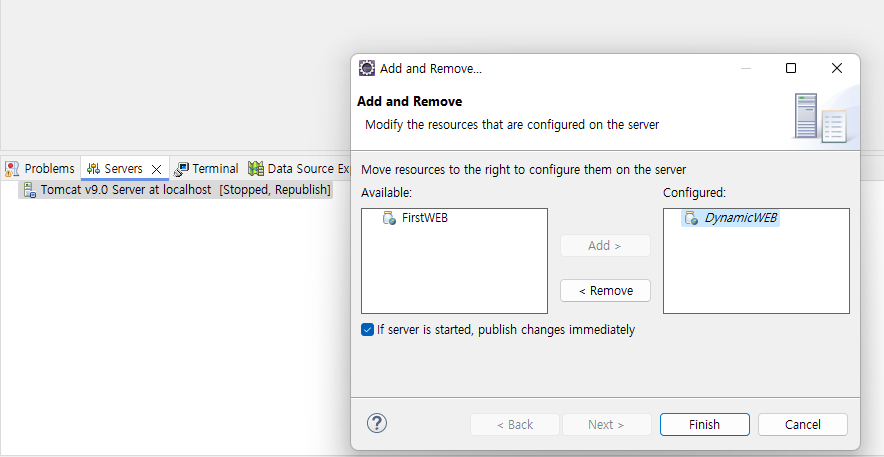 Add and Remove...
Add and Remove
Modify the resources that are configured on the server
Problems Servers Terminal Data Source Ex
Tomcat v9.0 Server at localhost [Stopped, Republish]
Move resources to the right to configure them on the server
Available: Configured:
FirstWEB DynamicWEB
Add >
< Remove
If server is started, publish changes immediately
? < Back Next > Finish Cancel